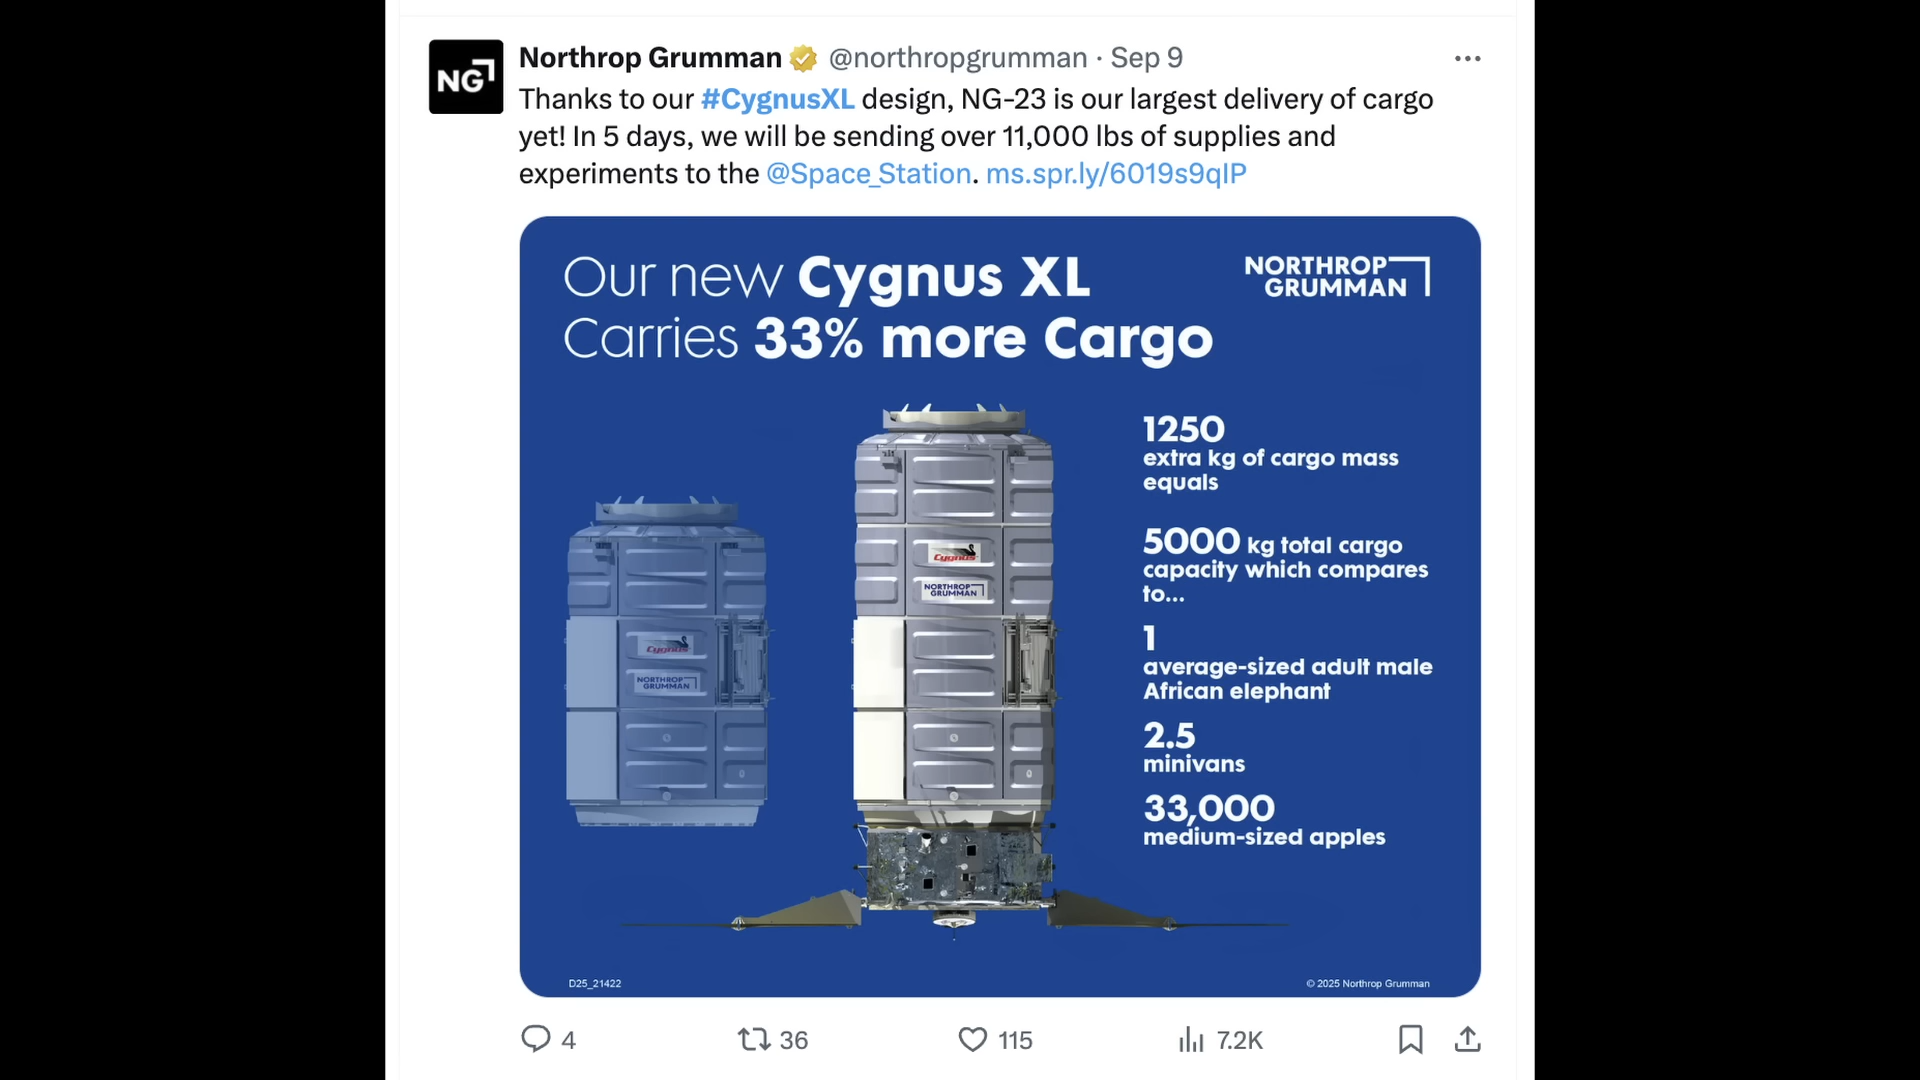 Northrop Grumman @northropgrumman · Sep 9
NG
Thanks to our #CygnusXL design, NG-23 is our largest delivery of cargo
yet! In 5 days, we will be sending over 11,000 lbs of supplies and
experiments to the @Space_Station. ms.spr.ly/6019s9qIP
Our new Cygnus XL
Carries 33% more Cargo
NORTHROP
GRUMMAN
1250
extra kg of cargo mass
equals
5000 kg total cargo
capacity which compares
to...
1
average-sized adult male
African elephant
2.5
minivans
33,000
medium-sized apples
Cygnus
NORTHROP
GRUMMAN
Cygnus
NORTHROP
GRUMMAN
D25_21422
© 2025 Northrop Grumman
4
36
115
7.2K